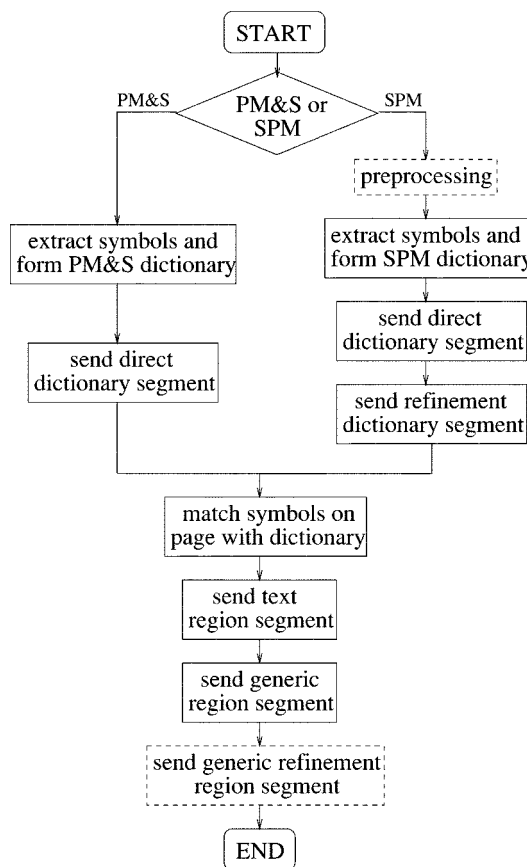 START
PM&S
PM&S or
SPM
SPM
preprocessing
extract symbols and
form PM&S dictionary
extract symbols and
form SPM dictionary
send direct
dictionary segment
send direct
dictionary segment
send refinement
dictionary segment
match symbols on
page with dictionary
send text
region segment
send generic
region segment
send generic refinement
region segment
END